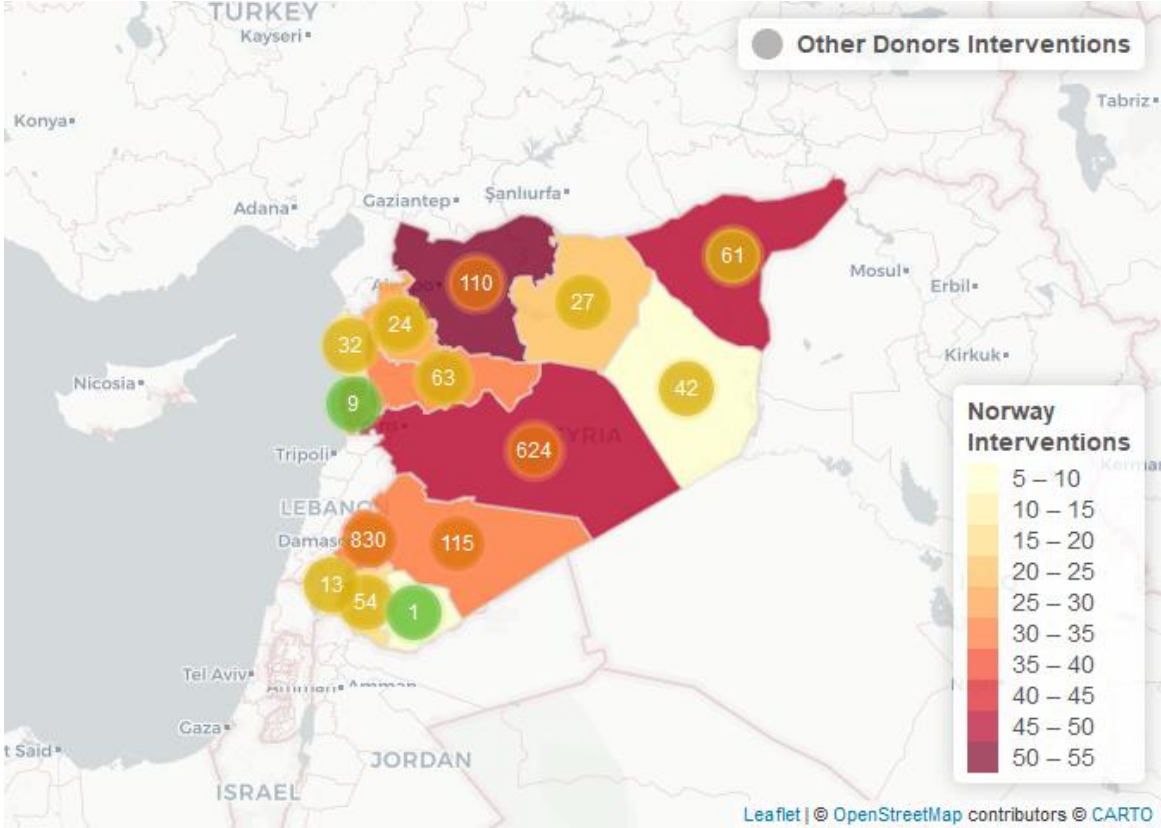 TURKEY
Kayseri
Other Donors Interventions
Tabriz
Konya
Gaziantep
Şanlıurfa
Adana
Mosul
Erbil
61
110
27
24
32
Kirkuk
63
Nicosia
42
9
Norway
Interventions
5 – 10
10 – 15
15 – 20
20 – 25
25 – 30
30 – 35
35 – 40
40 – 45
45 – 50
50 – 55
SYRIA
624
Tripoli
LEBANON
830
115
13
54
1
Tel Aviv
Amman
Gaza
t Said
JORDAN
ISRAEL
Leaflet | © OpenStreetMap contributors © CARTO